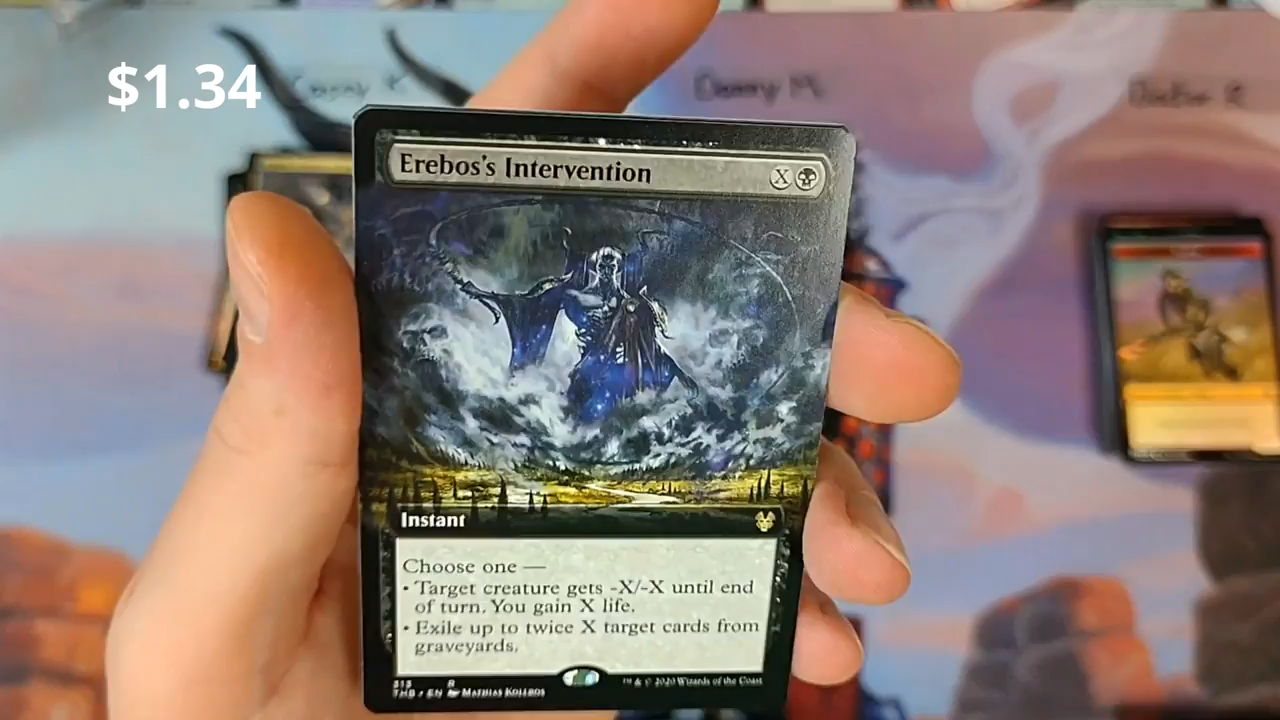 $1.34
Danny M
Erebos's Intervention
X
Instant
Choose one —
• Target creature gets -X/-X until end
of turn. You gain X life.
• Exile up to twice X target cards from
graveyards.
R
THB • EN Mathias Kollros
™ & © 2020 Wizards of the Coast